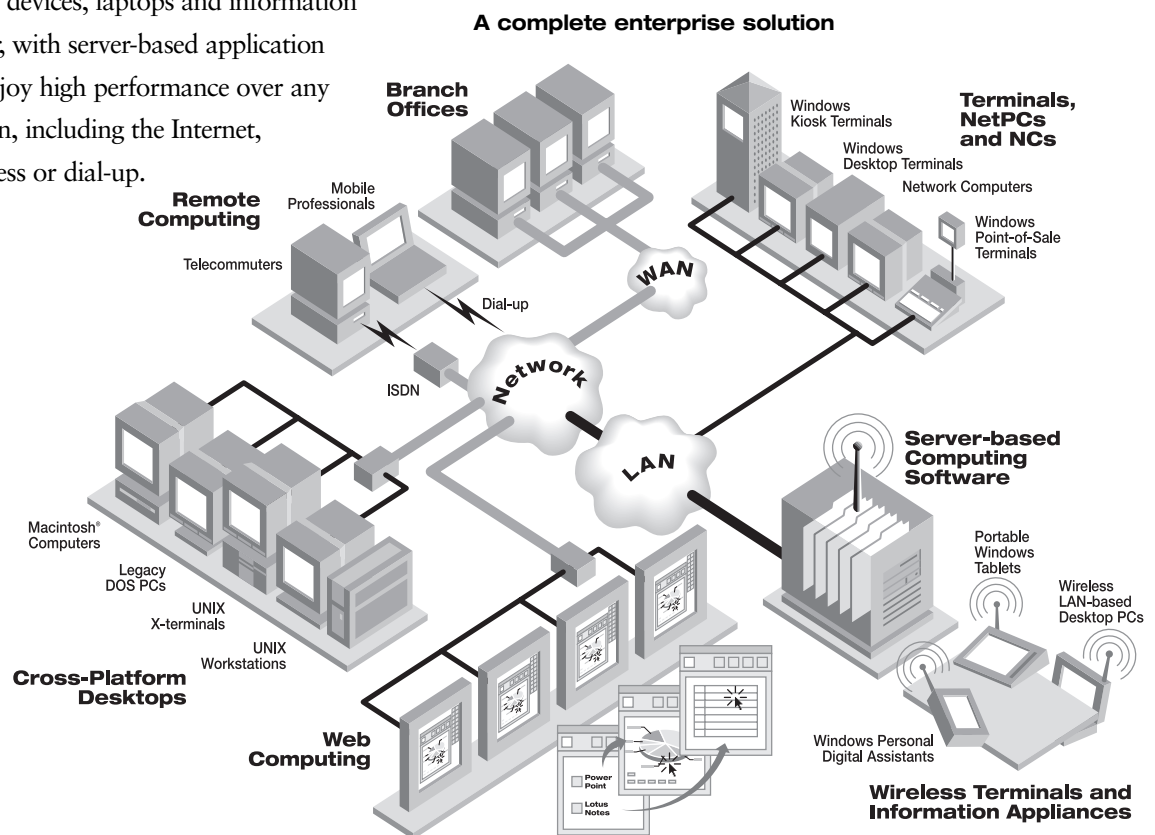 devices, laptops and information
, with server-based application
joy high performance over any
n, including the Internet,
ess or dial-up.
A complete enterprise solution
Branch
Offices
Terminals,
NetPCs
and NCs
Windows
Kiosk Terminals
Windows
Desktop Terminals
Network Computers
Windows
Point-of-Sale
Terminals
Remote
Computing
Mobile
Professionals
Telecommuters
Dial-up
ISDN
WAN
Network
LAN
Server-based
Computing
Software
Macintosh®
Computers
Legacy
DOS PCs
UNIX
X-terminals
UNIX
Workstations
Cross-Platform
Desktops
Web
Computing
Power
Point
Lotus
Notes
Portable
Windows
Tablets
Wireless
LAN-based
Desktop PCs
Windows Personal
Digital Assistants
Wireless Terminals and
Information Appliances